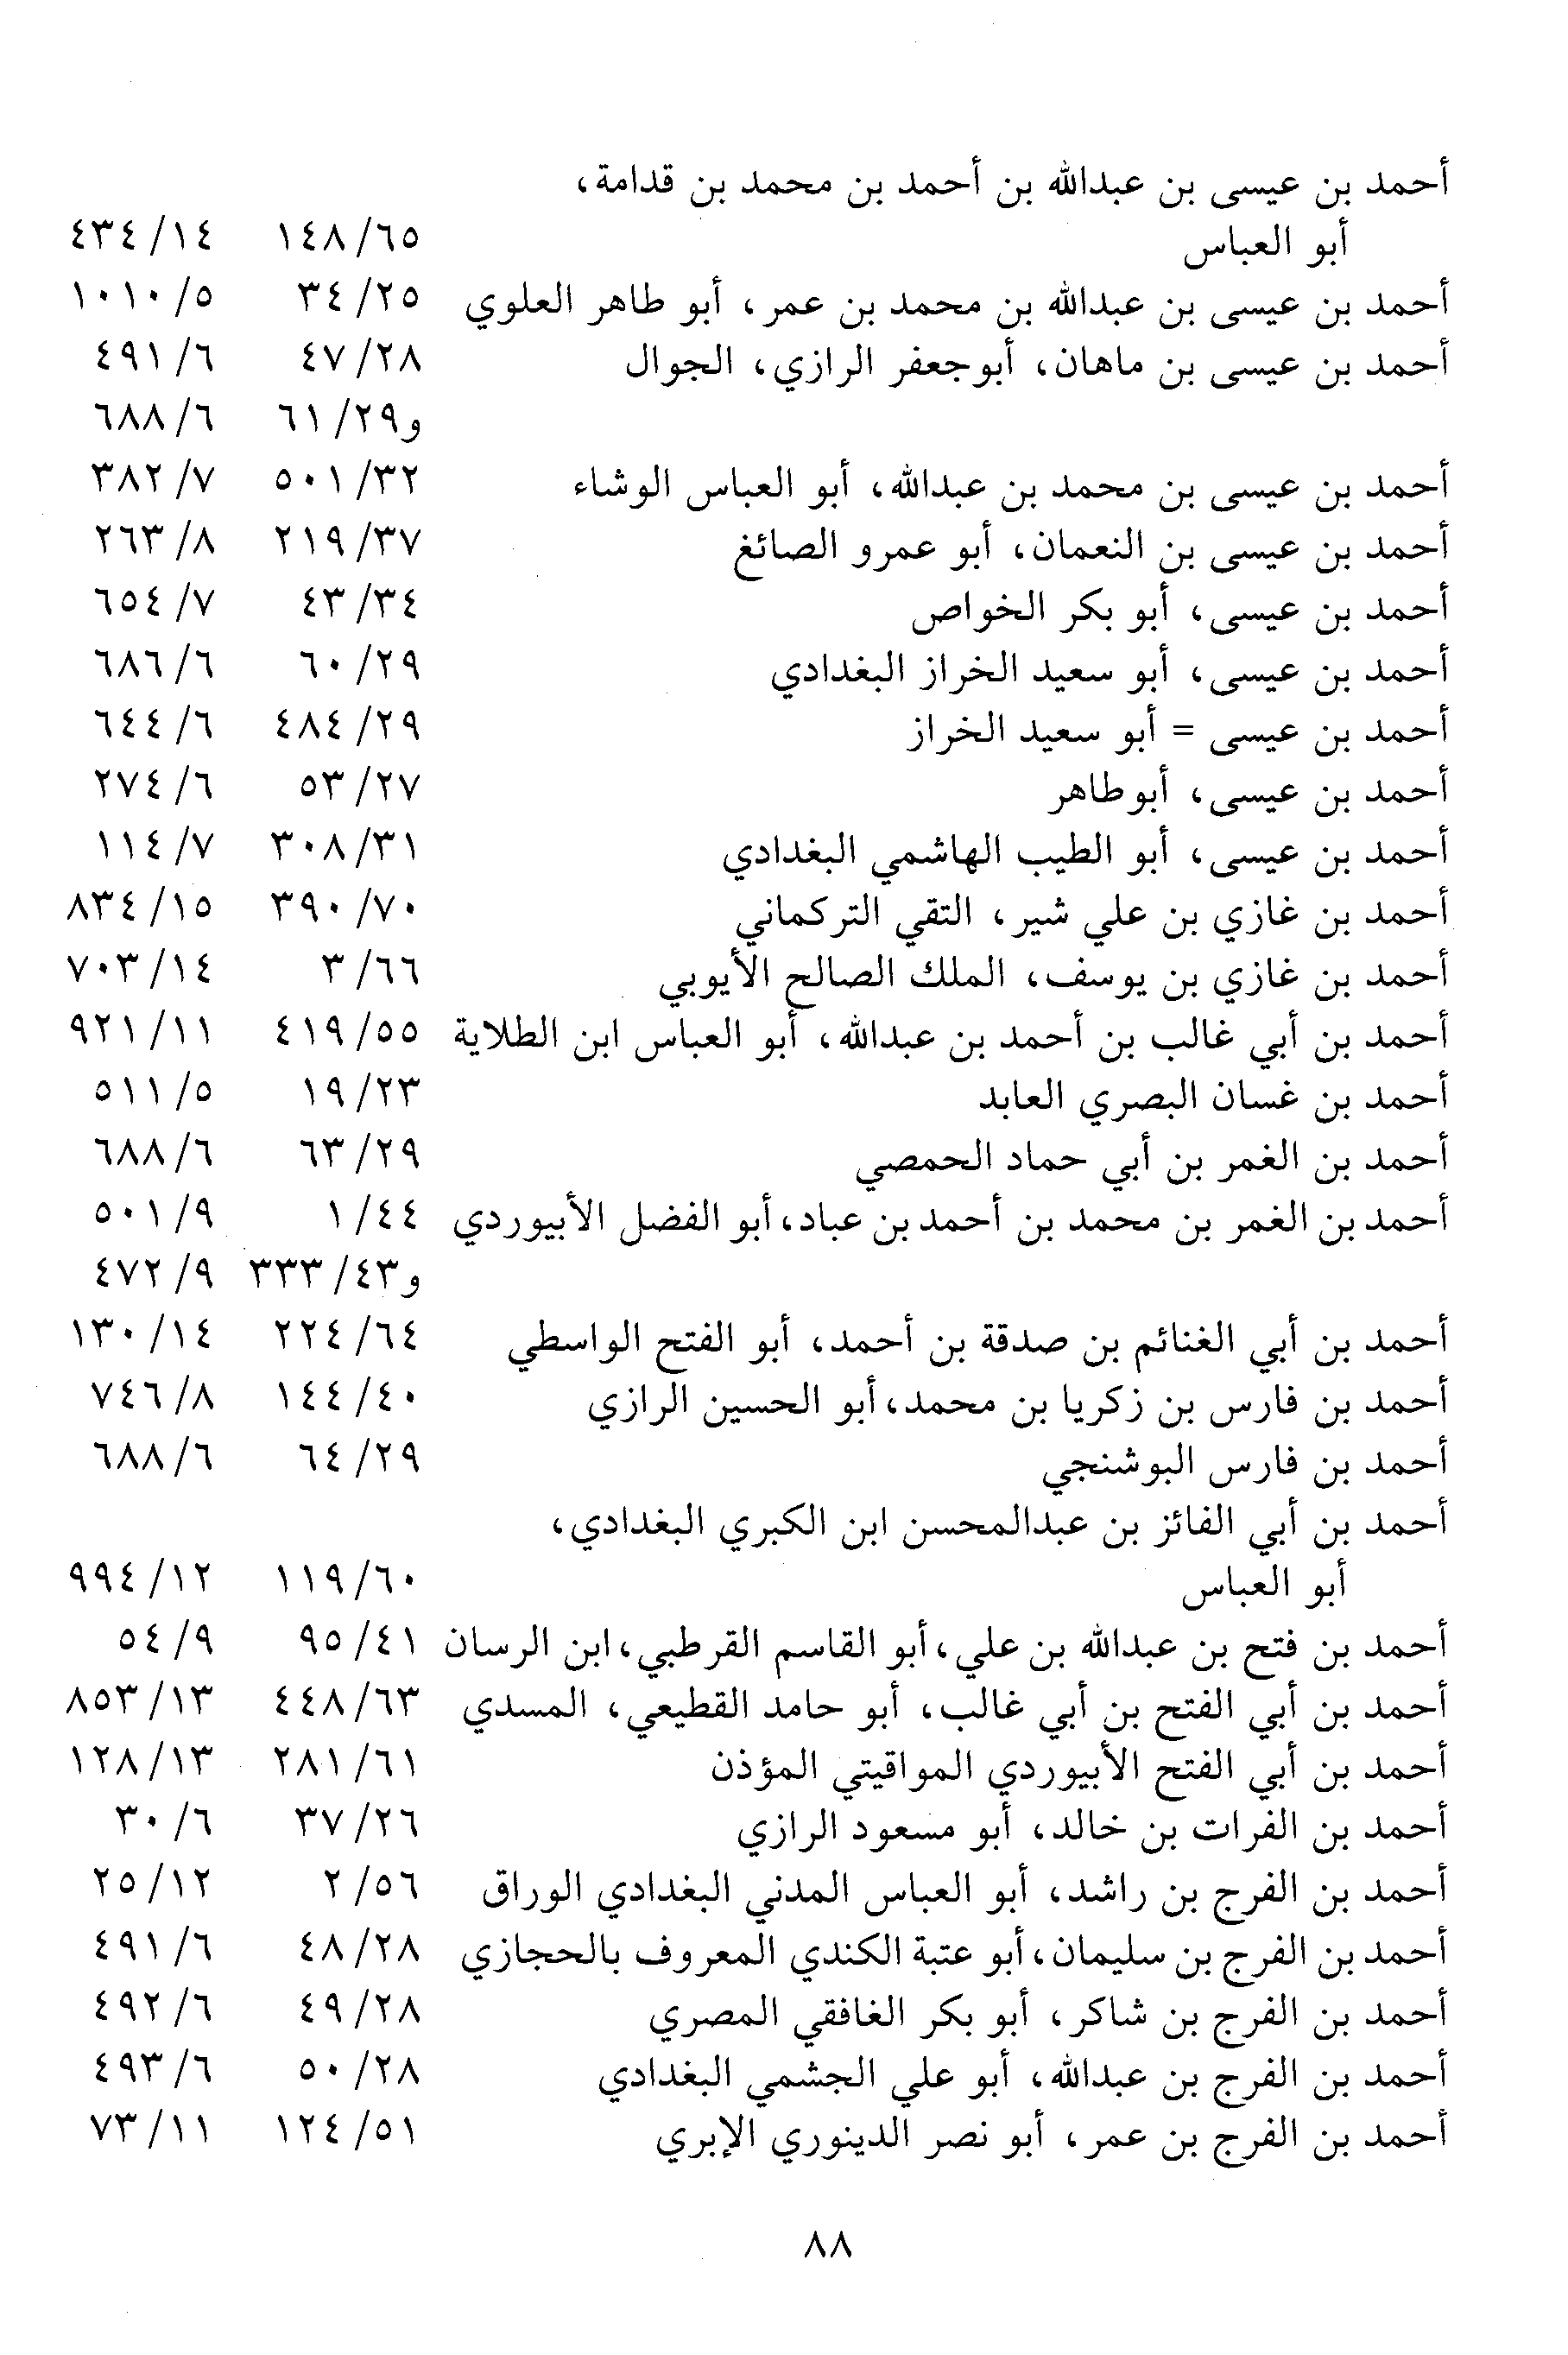 أحمد بن عيسى بن عبدالله بن أحمد بن محمد بن قدامة،
أبو العباس ٦٥/١٤٨ ١٤/٤٣٤
أحمد بن عيسى بن عبدالله بن محمد بن عمر، أبو طاهر العلوي ٢٥/٣٤ ٥/١٠١٠
أحمد بن عيسى بن ماهان، أبوجعفر الرازي، الجوال ٢٨/٤٧ ٦/٤٩١
و٢٩/٦١ ٦/٦٨٨
أحمد بن عيسى بن محمد بن عبدالله، أبو العباس الوشاء ٣٢/٥٠١ ٧/٣٨٢
أحمد بن عيسى بن النعمان، أبو عمرو الصائغ ٣٧/٢١٩ ٨/٢٦٣
أحمد بن عيسى، أبو بكر الخواص ٣٤/٤٣ ٧/٦٥٤
أحمد بن عيسى، أبو سعيد الخراز البغدادي ٢٩/٦٠ ٦/٦٨٦
أحمد بن عيسى = أبو سعيد الخراز ٢٩/٤٨٤ ٦/٦٤٤
أحمد بن عيسى، أبوطاهر ٢٧/٥٣ ٦/٢٧٤
أحمد بن عيسى، أبو الطيب الهاشمي البغدادي ٣١/٣٠٨ ٧/١١٤
أحمد بن غازي بن علي شير، التقي التركماني ٧٠/٣٩٠ ١٥/٨٣٤
أحمد بن غازي بن يوسف، الملك الصالح الأيوبي ٦٦/٣ ١٤/٧٠٣
أحمد بن أبي غالب بن أحمد بن عبدالله، أبو العباس ابن الطلاية ٥٥/٤١٩ ١١/٩٢١
أحمد بن غسان البصري العابد ٢٣/١٩ ٥/٥١١
أحمد بن الغمر بن أبي حماد الحمصي ٢٩/٦٣ ٦/٦٨٨
أحمد بن الغمر بن محمد بن أحمد بن عباد، أبو الفضل الأبيوردي ٤٤/١ ٩/٥٠١
و٤٣/٣٣٣ ٩/٤٧٢
أحمد بن أبي الغنائم بن صدقة بن أحمد، أبو الفتح الواسطي ٦٤/٢٢٤ ١٤/١٣٠
أحمد بن فارس بن زكريا بن محمد، أبو الحسين الرازي ٤٠/١٤٤ ٨/٧٤٦
أحمد بن فارس البوشنجي ٢٩/٦٤ ٦/٦٨٨
أحمد بن أبي الفائز بن عبدالمحسن ابن الكبري البغدادي،
أبو العباس ٦٠/١١٩ ١٢/٩٩٤
أحمد بن فتح بن عبدالله بن علي، أبو القاسم القرطبي، ابن الرسان ٤١/٩٥ ٩/٥٤
أحمد بن أبي الفتح بن أبي غالب، أبو حامد القطيعي، المسدي ٦٣/٤٤٨ ١٣/٨٥٣
أحمد بن أبي الفتح الأبيوردي المواقيتي المؤذن ٦١/٢٨١ ١٣/١٢٨
أحمد بن الفرات بن خالد، أبو مسعود الرازي ٢٦/٣٧ ٦/٣٠
أحمد بن الفرج بن راشد، أبو العباس المدني البغدادي الوراق ٥٦/٢ ١٢/٢٥
أحمد بن الفرج بن سليمان، أبو عتبة الكندي المعروف بالحجازي ٢٨/٤٨ ٦/٤٩١
أحمد بن الفرج بن شاكر، أبو بكر الغافقي المصري ٢٨/٤٩ ٦/٤٩٢
أحمد بن الفرج بن عبدالله، أبو علي الجشمي البغدادي ٢٨/٥٠ ٦/٤٩٣
أحمد بن الفرج بن عمر، أبو نصر الدينوري الإبري ٥١/١٢٤ ١١/٧٣
٨٨